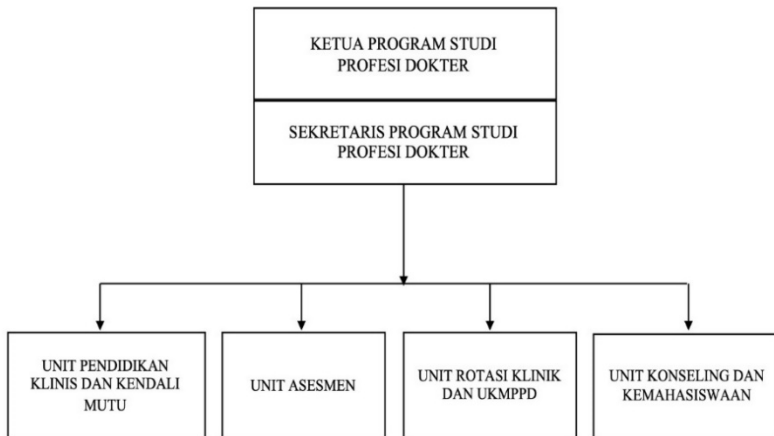 KETUA PROGRAM STUDI
PROFESI DOKTER
SEKRETARIS PROGRAM STUDI
PROFESI DOKTER
UNIT PENDIDIKAN
KLINIS DAN KENDALI
MUTU
UNIT ASESMEN
UNIT ROTASI KLINIK
DAN UKMPPD
UNIT KONSELING DAN
KEMAHASISWAAN